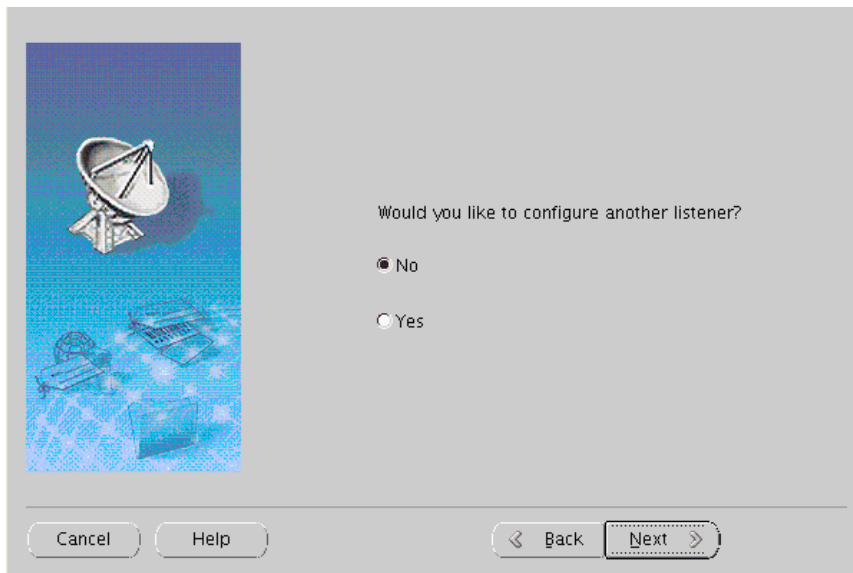 Would you like to configure another listener?
No
Yes
Cancel
Help
Back
Next